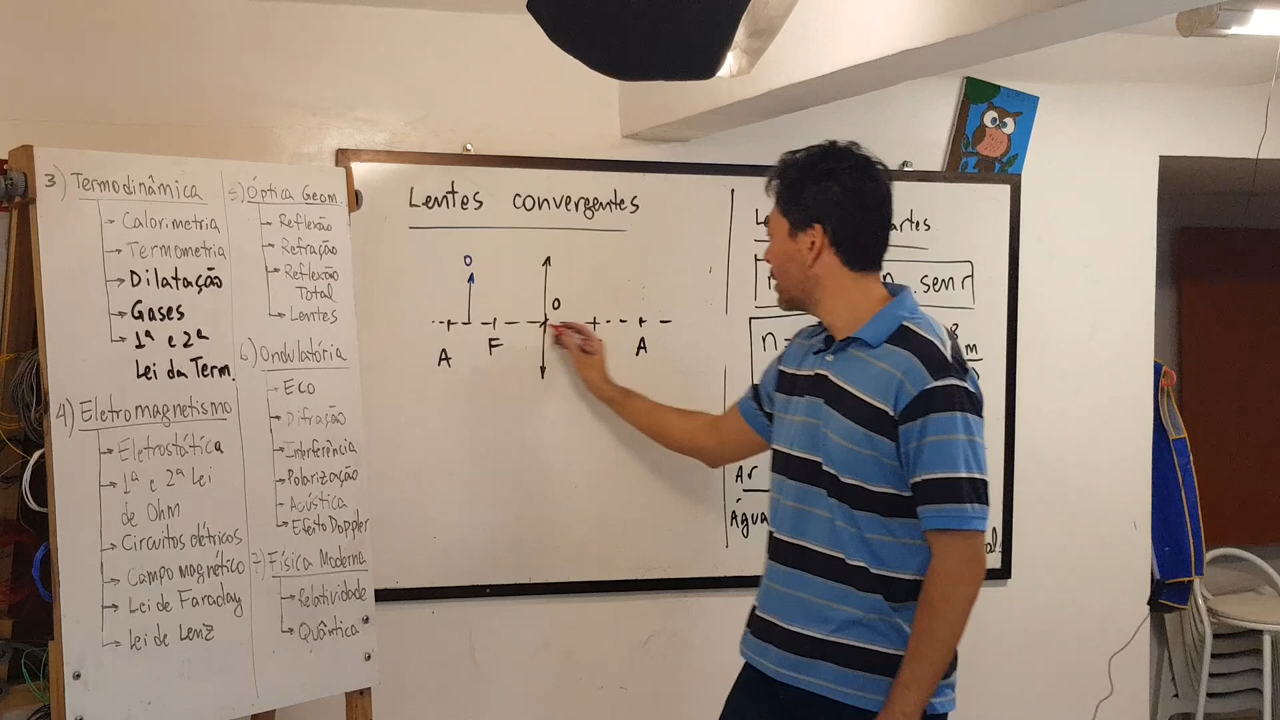 3) Termodinâmica
Calorimetria
Termometria
Dilatação
Gases
1ª e 2ª
Lei da Term.
4) Eletromagnetismo
Eletrostática
1ª e 2ª Lei
de Ohm
Circuitos elétricos
Campo magnético
Lei de Faraday
Lei de Lenz
5) Óptica Geom.
Reflexão
Refração
Reflexão
Total
Lentes
6) Ondulatória
Eco
Difração
Interferência
Polarização
Acústica
Efeito Doppler
7) Física Moderna
Relatividade
Quântica
Lentes convergentes
O
O
A F A
n. sen r
n =
m
Ar
Água